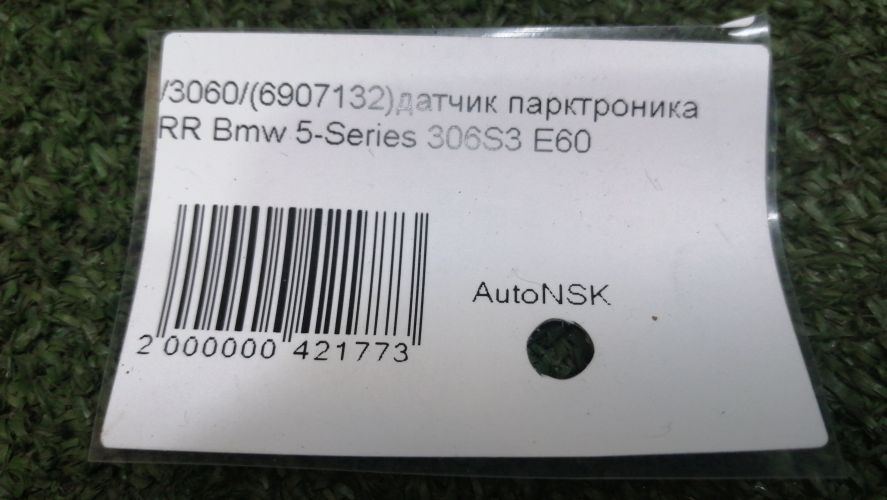 /3060/(6907132)датчик парктроника
RR Bmw 5-Series 306S3 E60
AutoNSK
2 000000 421773